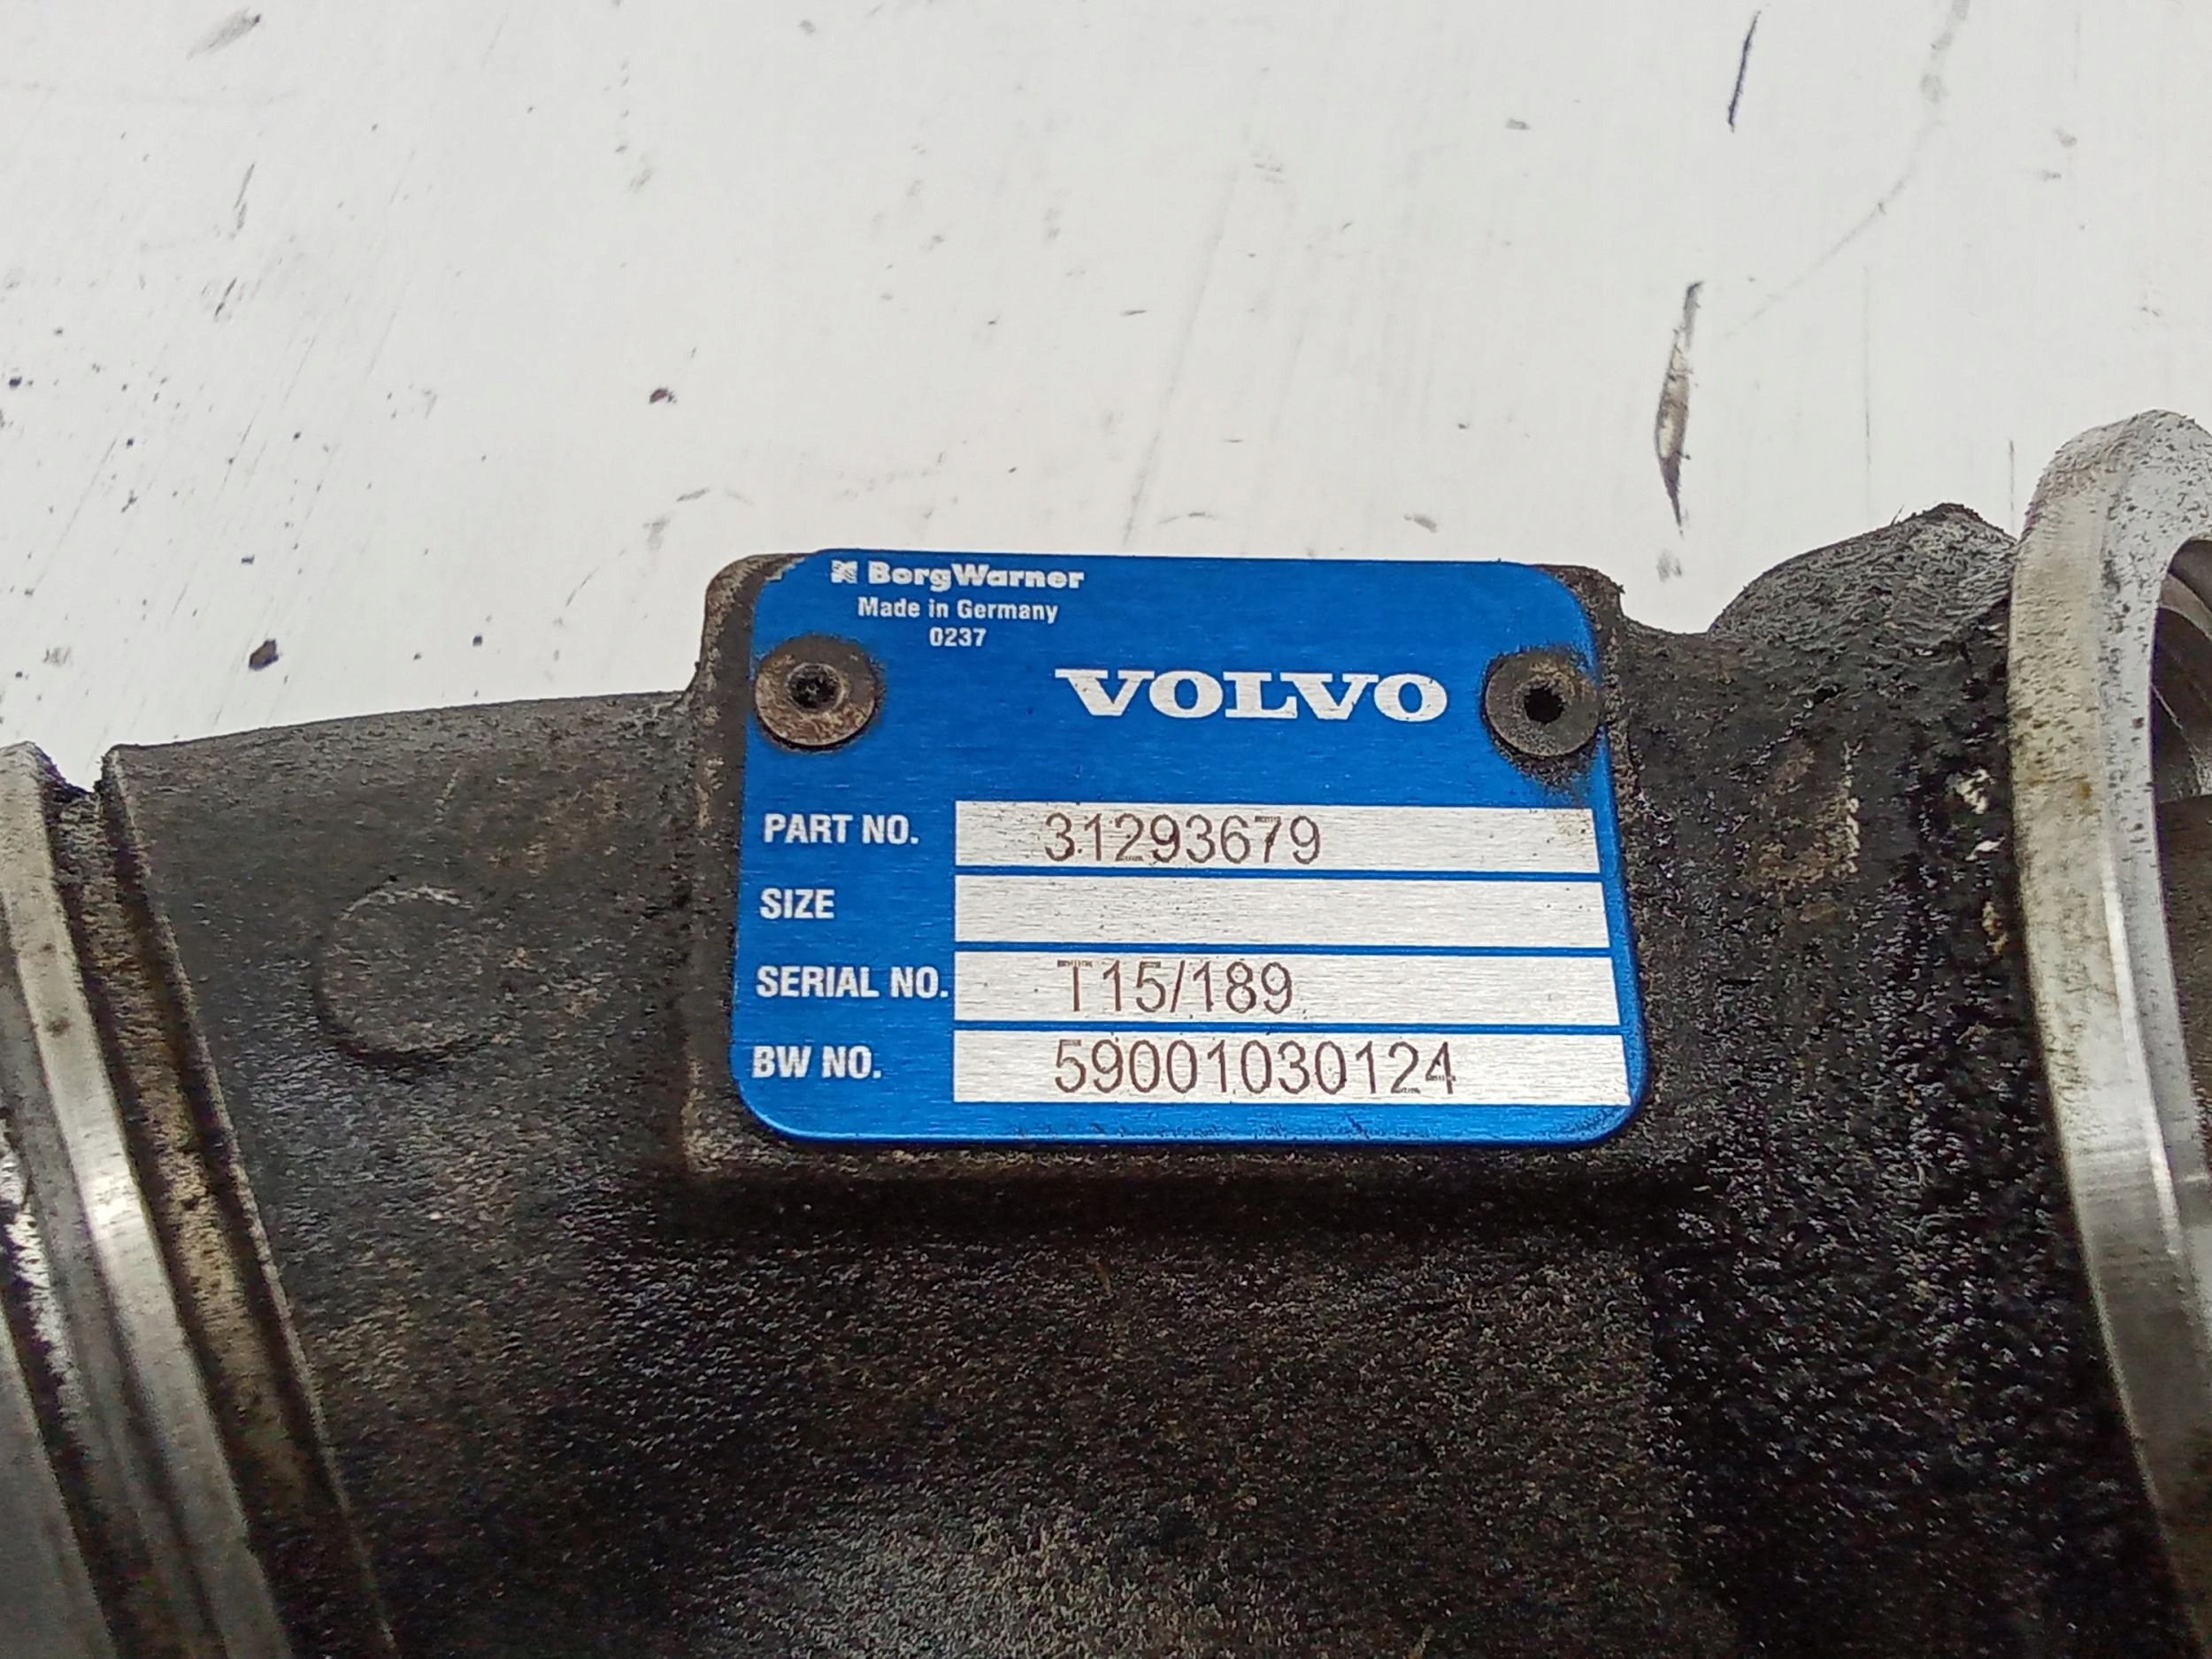 BorgWarner
Made in Germany
0237
VOLVO
PART NO. 31293679
SIZE
SERIAL NO. T15/189
BW NO. 59001030124